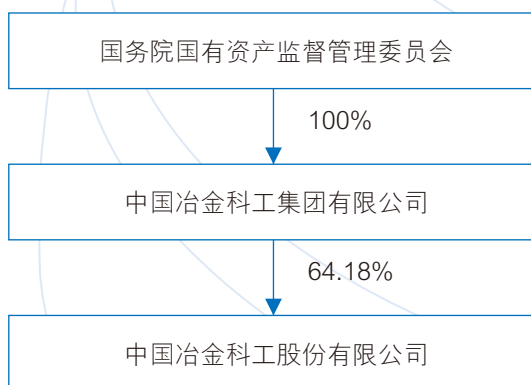 国务院国有资产监督管理委员会
100%
中国冶金科工集团有限公司
64.18%
中国冶金科工股份有限公司